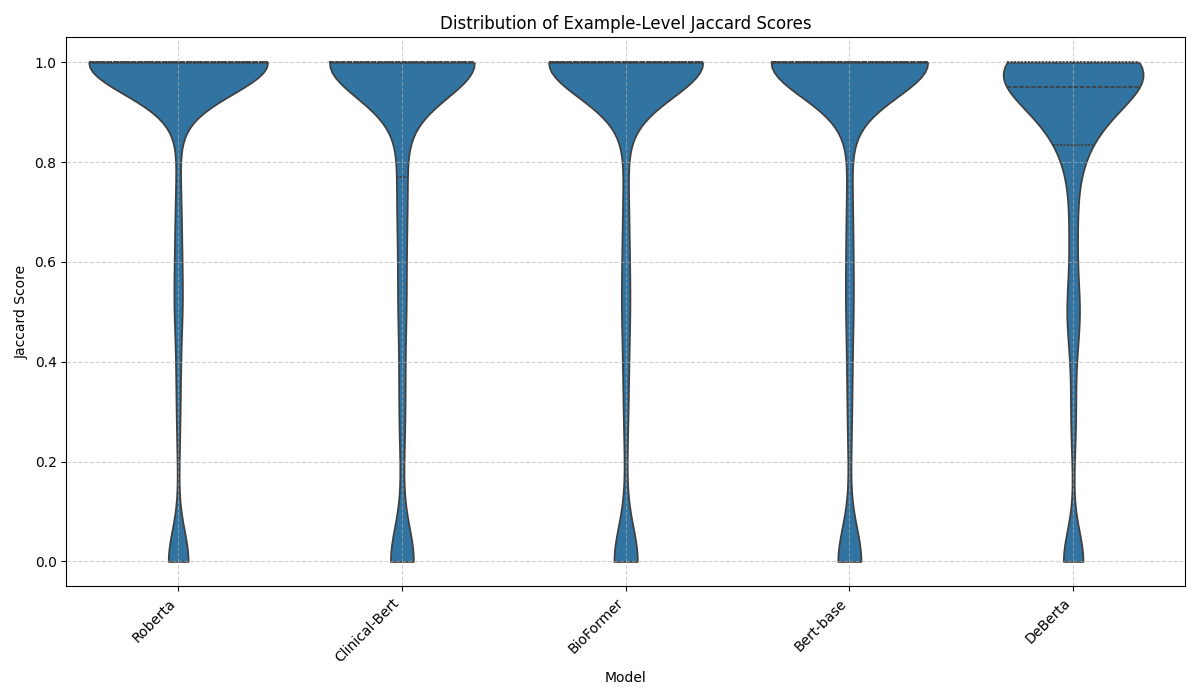 Distribution of Example-Level Jaccard Scores
Jaccard Score
1.0
0.8
0.6
0.4
0.2
0.0
Roberta
Clinical-Bert
BioFormer
Bert-base
DeBerta
Model